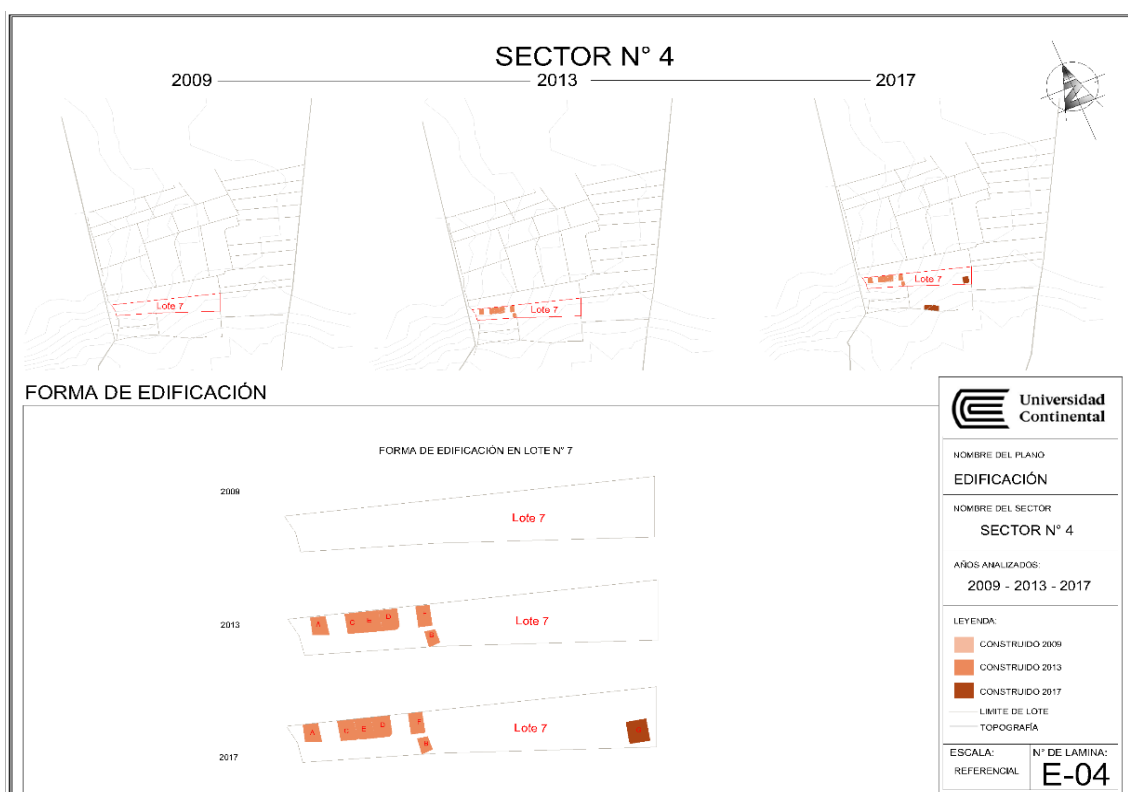 SECTOR N° 4
2009
2013
2017
Lote 7
Lote 7
Lote 7
FORMA DE EDIFICACIÓN
FORMA DE EDIFICACIÓN EN LOTE N° 7
2009
Lote 7
2013
A C E D
B
Lote 7
2017
A C E D F
Lote 7
Universidad
Continental
NOMBRE DEL PLANO
EDIFICACIÓN
NOMBRE DEL SECTOR
SECTOR N° 4
AÑOS ANALIZADOS:
2009 - 2013 - 2017
LEYENDA:
CONSTRUIDO 2009
CONSTRUIDO 2013
CONSTRUIDO 2017
LIMITE DE LOTE
TOPOGRAFÍA
ESCALA:
REFERENCIAL
N° DE LAMINA:
E-04